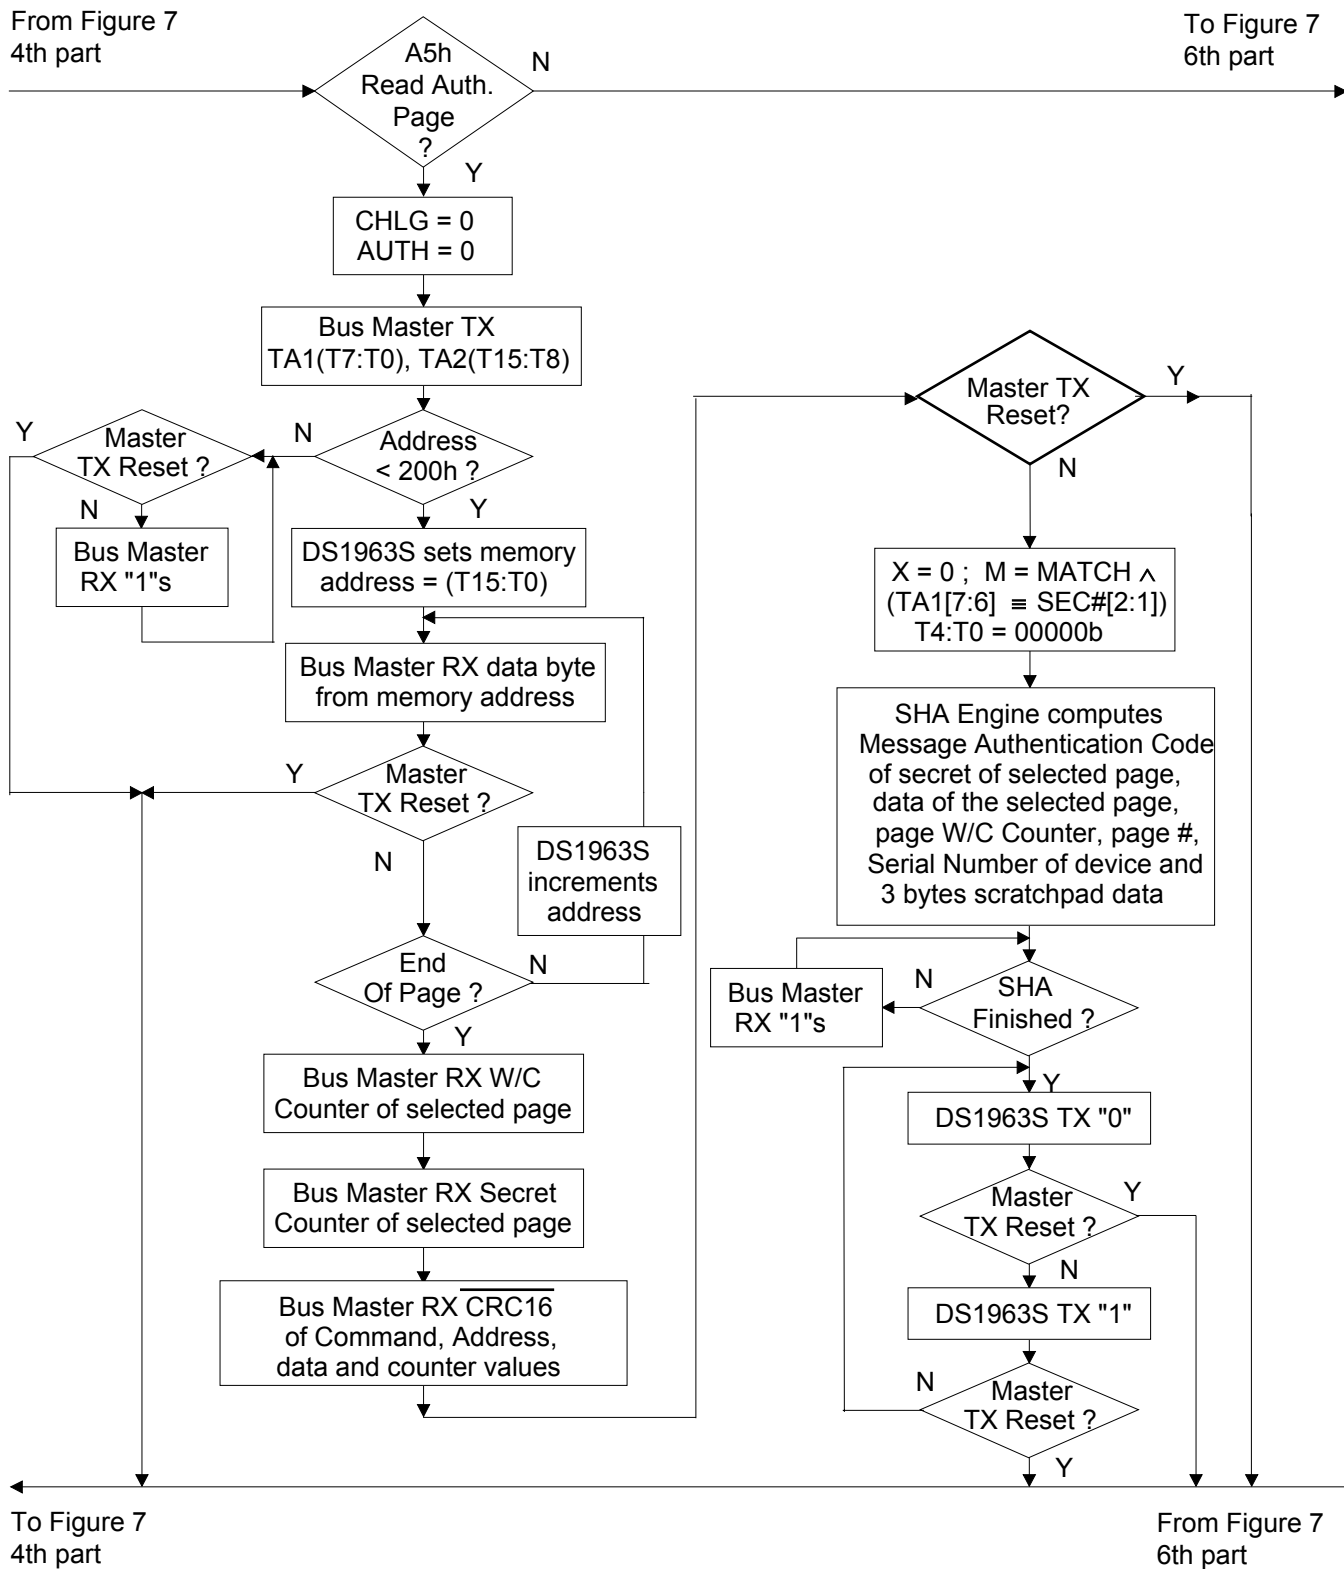 From Figure 7
4th part
To Figure 7
6th part
A5h
Read Auth.
Page
?
N
Y
CHLG = 0
AUTH = 0
Bus Master TX
TA1(T7:T0), TA2(T15:T8)
Address
< 200h ?
N
Y
Master
TX Reset ?
Y
N
Bus Master
RX "1"s
DS1963S sets memory
address = (T15:T0)
Bus Master RX data byte
from memory address
Master
TX Reset ?
Y
N
DS1963S
increments
address
End
Of Page ?
N
Y
Bus Master RX W/C
Counter of selected page
Bus Master RX Secret
Counter of selected page
Bus Master RX C̅R̅C̅1̅6̅
of Command, Address,
data and counter values
Master TX
Reset?
Y
N
X = 0 ; M = MATCH ∧
(TA1[7:6] ≡ SEC#[2:1])
T4:T0 = 00000b
SHA Engine computes
Message Authentication Code
of secret of selected page,
data of the selected page,
page W/C Counter, page #,
Serial Number of device and
3 bytes scratchpad data
SHA
Finished ?
N
Bus Master
RX "1"s
Y
DS1963S TX "0"
Master
TX Reset ?
Y
N
DS1963S TX "1"
Master
TX Reset ?
N
Y
To Figure 7
4th part
From Figure 7
6th part